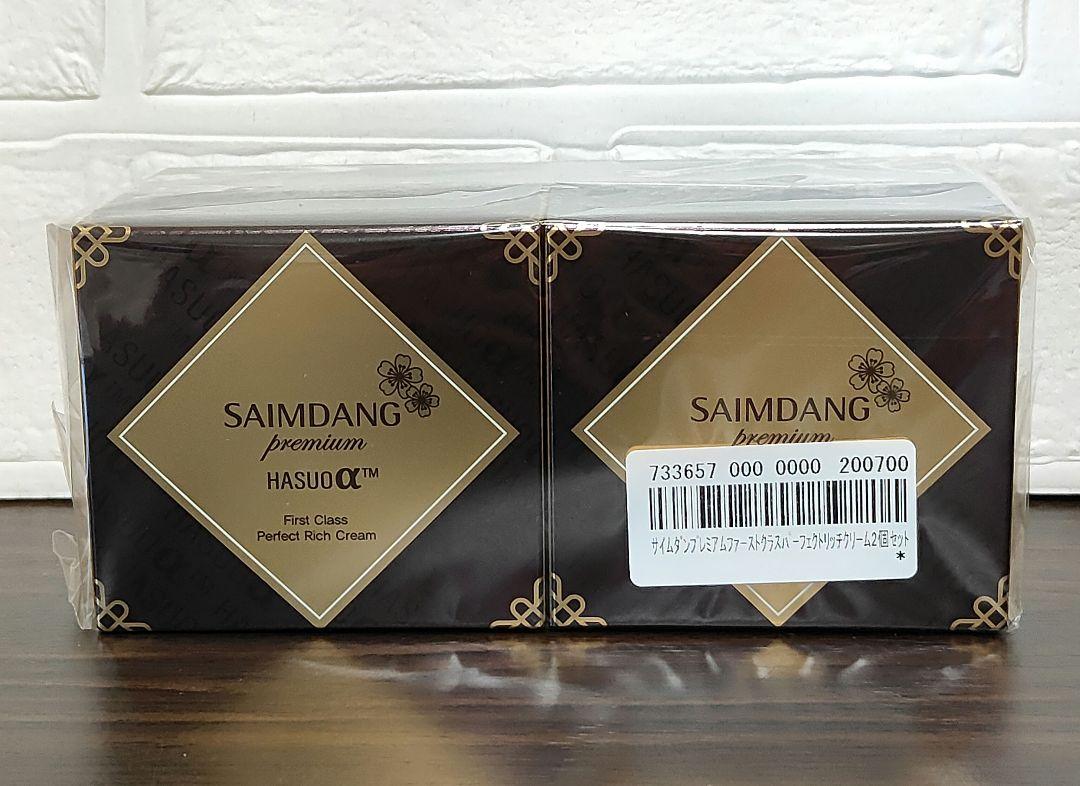 SAIMDANG
premium
HASUO α™
First Class
Perfect Rich Cream
SAIMDANG
premium
733657 000 0000 200700
サイムダンプレミアムファーストクラスパーフェクトリッチクリーム2個セット
*